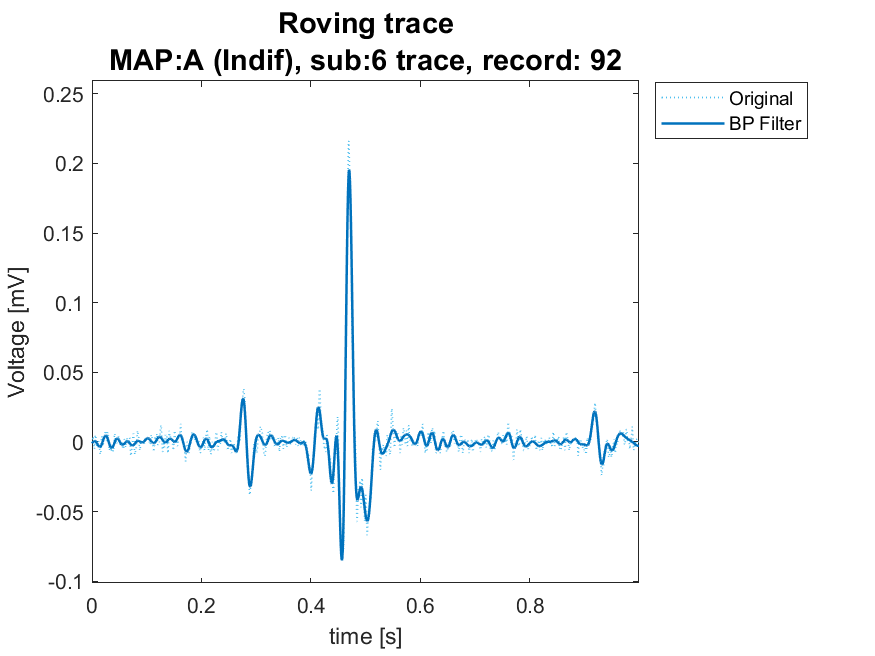 Roving trace
MAP:A (Indif), sub:6 trace, record: 92
Original
BP Filter
0.25
0.2
0.15
0.1
0.05
0
-0.05
-0.1
Voltage [mV]
0
0.2
0.4
0.6
0.8
time [s]